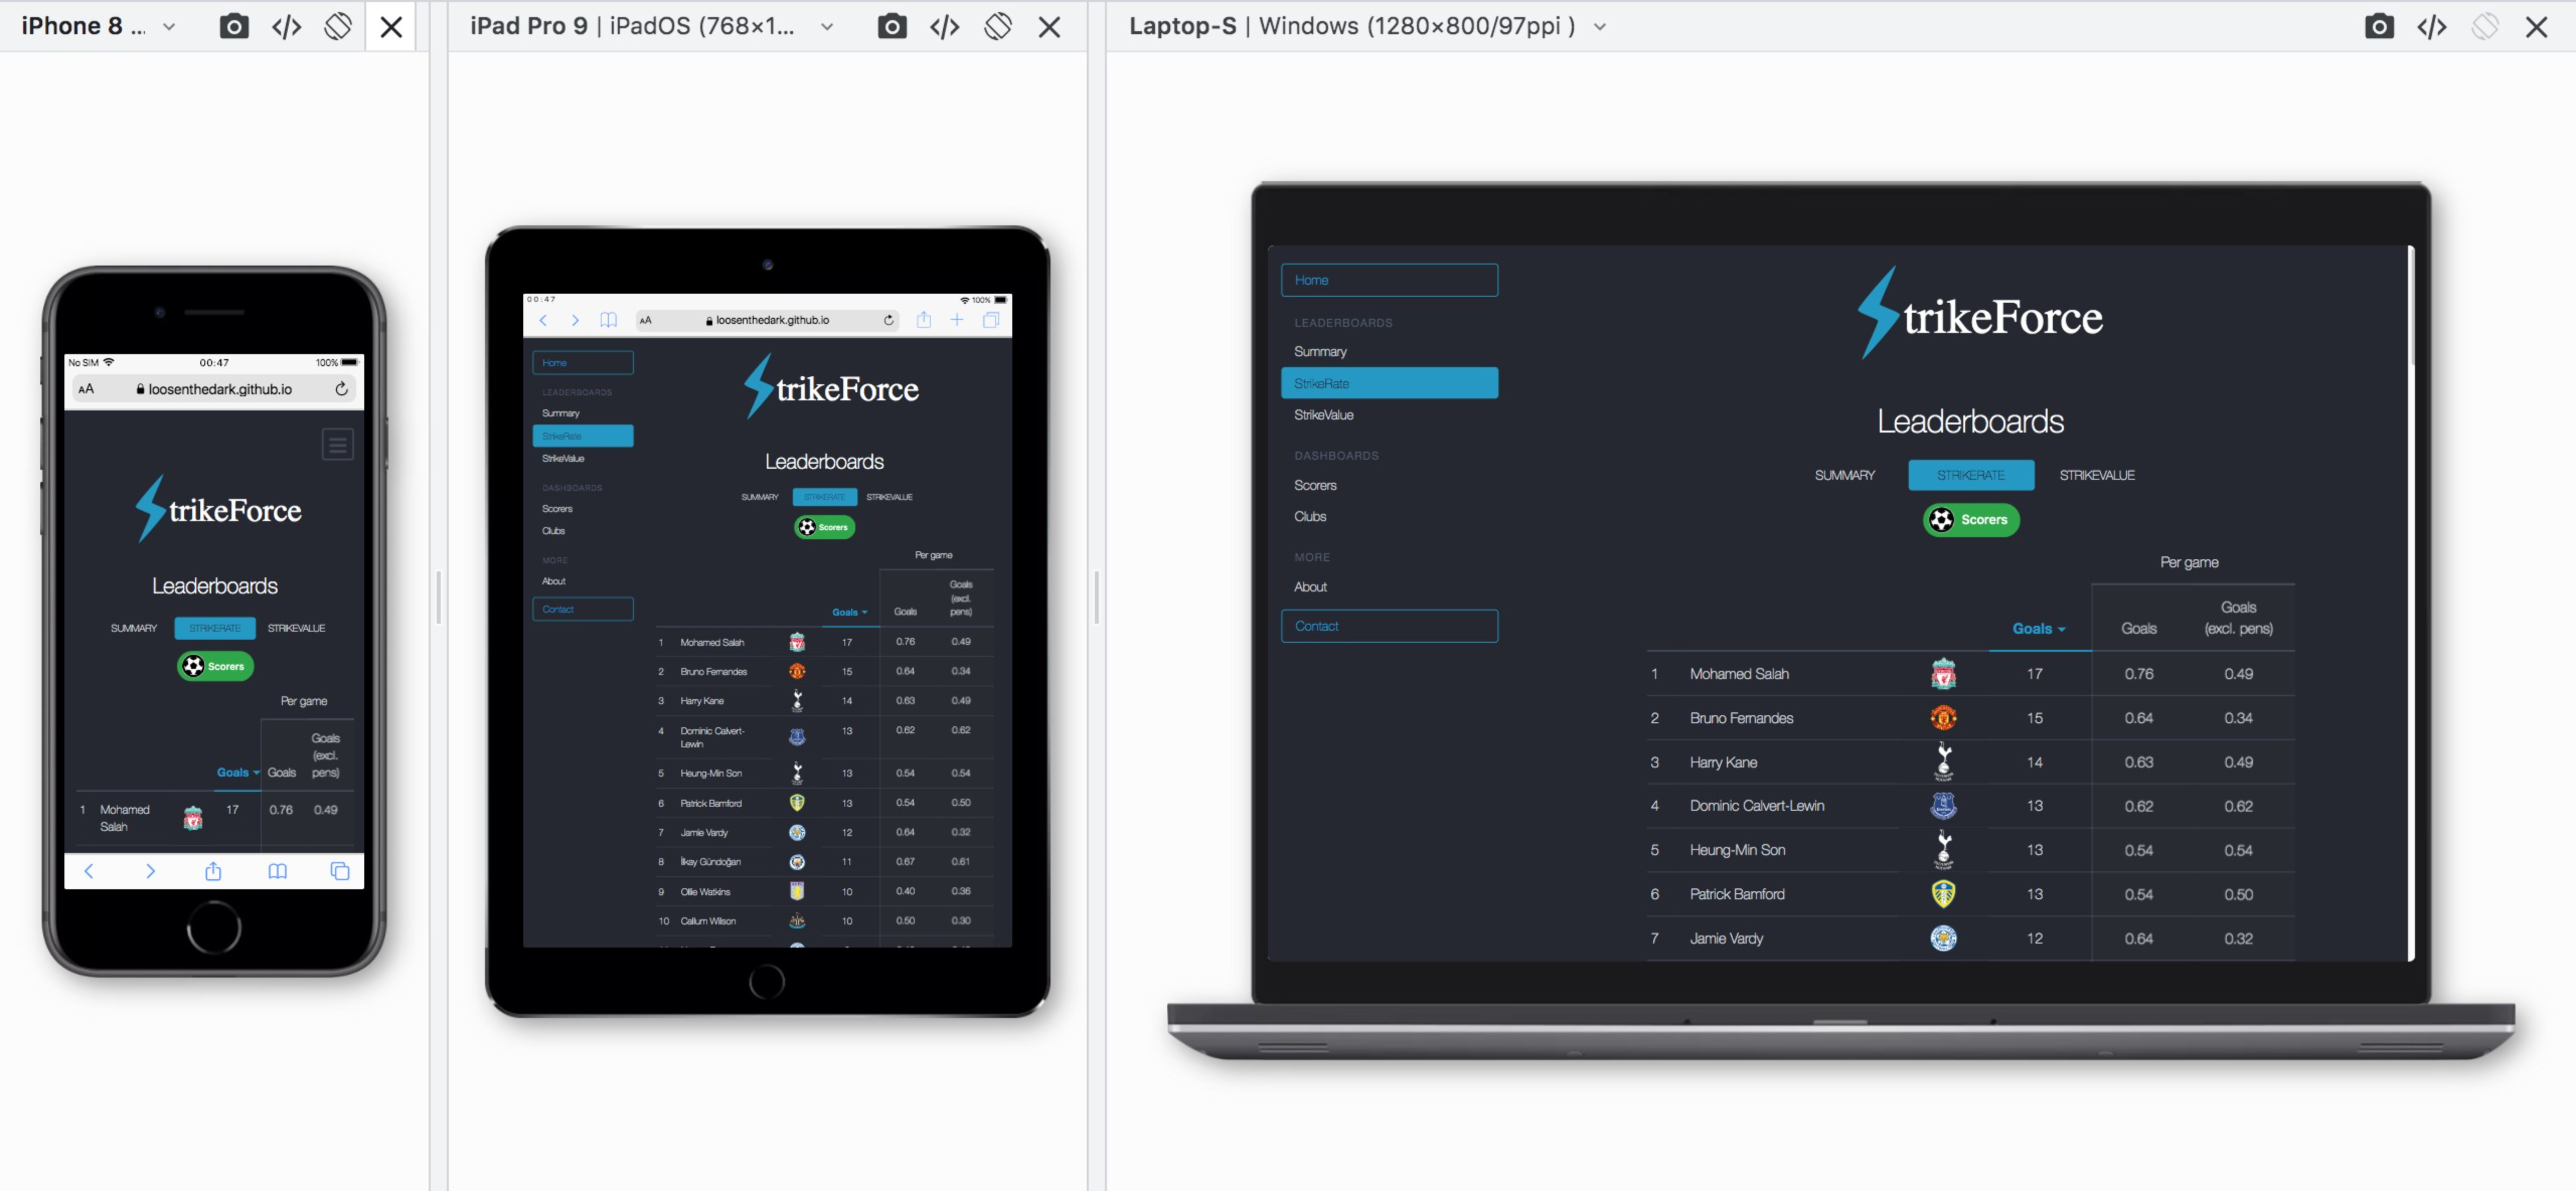 iPhone 8 ...
iPad Pro 9 | iPadOS (768×1...
Laptop-S | Windows (1280×800/97ppi )
No SIM 00:47 100%
AA loosenthedark.github.io
trikeForce
Leaderboards
SUMMARY STRIKERATE STRIKEVALUE
Scorers
Per game
Goals Goals Goals (excl. pens)
1 Mohamed Salah 17 0.76 0.49
00:47 100%
AA loosenthedark.github.io
Home
LEADERBOARDS
Summary
StrikeRate
StrikeValue
DASHBOARDS
Scorers
Clubs
MORE
About
Contact
trikeForce
Leaderboards
SUMMARY STRIKERATE STRIKEVALUE
Scorers
Per game
Goals Goals Goals (excl. pens)
1 Mohamed Salah 17 0.76 0.49
2 Bruno Fernandes 15 0.64 0.34
3 Harry Kane 14 0.63 0.49
4 Dominic Calvert-Lewin 13 0.62 0.62
5 Heung-Min Son 13 0.54 0.54
6 Patrick Bamford 13 0.54 0.50
7 Jamie Vardy 12 0.64 0.32
8 İlkay Gündoğan 11 0.67 0.61
9 Ollie Watkins 10 0.40 0.36
10 Callum Wilson 10 0.50 0.30
Home
LEADERBOARDS
Summary
StrikeRate
StrikeValue
DASHBOARDS
Scorers
Clubs
MORE
About
Contact
trikeForce
Leaderboards
SUMMARY STRIKERATE STRIKEVALUE
Scorers
Per game
Goals Goals Goals (excl. pens)
1 Mohamed Salah 17 0.76 0.49
2 Bruno Fernandes 15 0.64 0.34
3 Harry Kane 14 0.63 0.49
4 Dominic Calvert-Lewin 13 0.62 0.62
5 Heung-Min Son 13 0.54 0.54
6 Patrick Bamford 13 0.54 0.50
7 Jamie Vardy 12 0.64 0.32